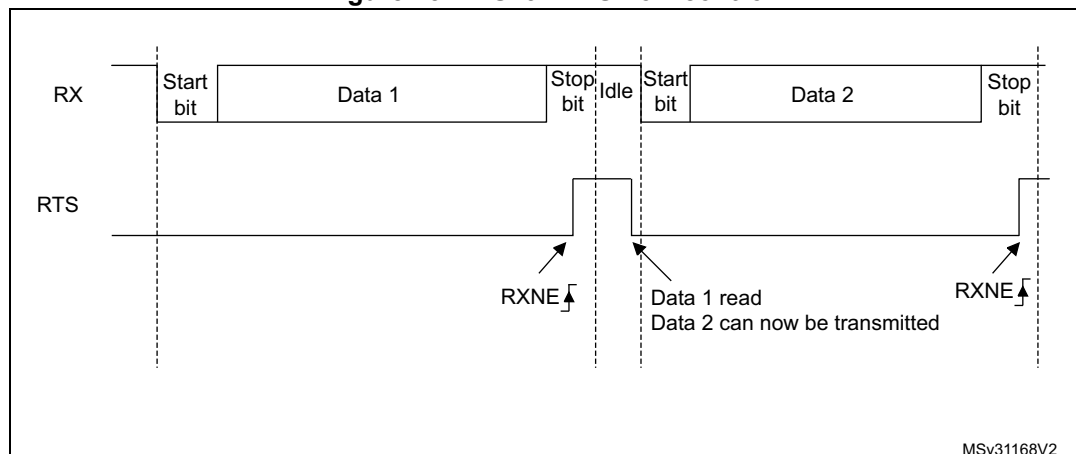 RX
Start
bit
Data 1
Stop
bit
Idle
Start
bit
Data 2
Stop
bit
RTS
RXNE
Data 1 read
Data 2 can now be transmitted
RXNE
MSv31168V2